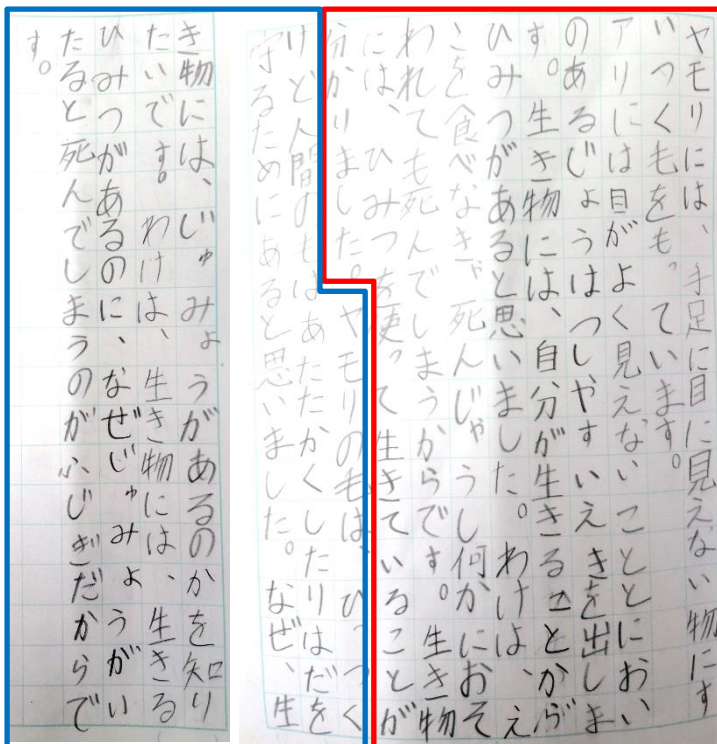 ヤモリには、手足に目に見えない物にす
いつくもをもっています。
アリには目がよく見えないこととにおい
のあるじょうはつしやすいえきを出しま
す。生き物には、自分が生きることがが
ひみつがあると思いました。わけは、え
こを食べなきゃ死んじゃうし何かにおそ
われても死んでしまうからです。生き物
には、ひみつを使って生きていることが
分かりました。ヤモリのもは、ひっつく
けど人間のもはあたたかくしたりはだを
守るためにあると思いました。なぜ、生
き物には、じゅみょうがあるのかを知り
たいです。わけは、生き物には、生きる
ひみつがあるのに、なぜじゅみょうがい
たると死んでしまうのがふしぎだからで
す。